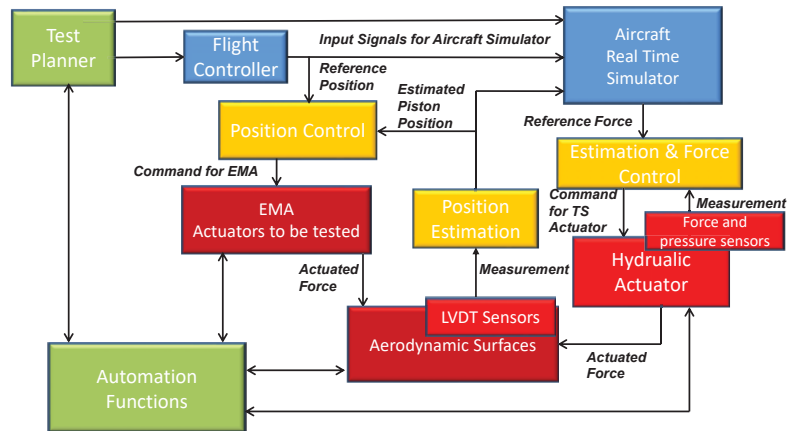 Test
Planner
Flight
Controller
Input Signals for Aircraft Simulator
Aircraft
Real Time
Simulator
Reference
Position
Estimated
Piston
Position
Reference Force
Position Control
Estimation & Force
Control
Command for EMA
EMA
Actuators to be tested
Position
Estimation
Command
for TS
Actuator
Measurement
Force and
pressure sensors
Hydrualic
Actuator
Actuated
Force
Measurement
LVDT Sensors
Aerodynamic Surfaces
Actuated
Force
Automation
Functions